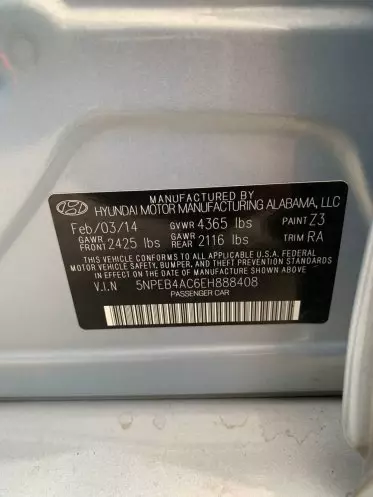 MANUFACTURED BY
HYUNDAI MOTOR MANUFACTURING ALABAMA, LLC
Feb/03/14 GVWR 4365 lbs PAINT Z3
GAWR FRONT 2425 lbs GAWR REAR 2116 lbs TRIM RA
THIS VEHICLE CONFORMS TO ALL APPLICABLE U.S.A. FEDERAL
MOTOR VEHICLE SAFETY, BUMPER, AND THEFT PREVENTION STANDARDS
IN EFFECT ON THE DATE OF MANUFACTURE SHOWN ABOVE.
V.I.N 5NPEB4AC6EH888408
PASSENGER CAR